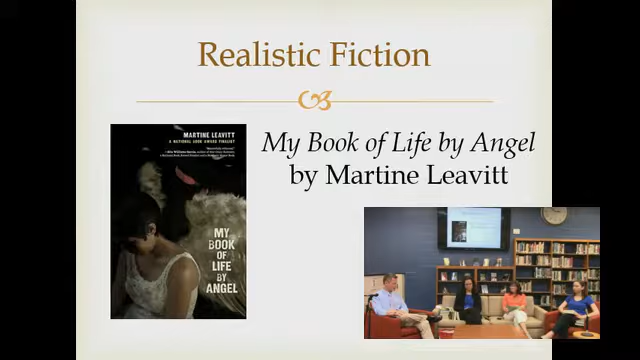 Realistic Fiction
MARTINE LEAVITT
A NATIONAL BOOK AWARD FINALIST
MY
BOOK
OF
LIFE
BY
ANGEL
My Book of Life by Angel
by Martine Leavitt